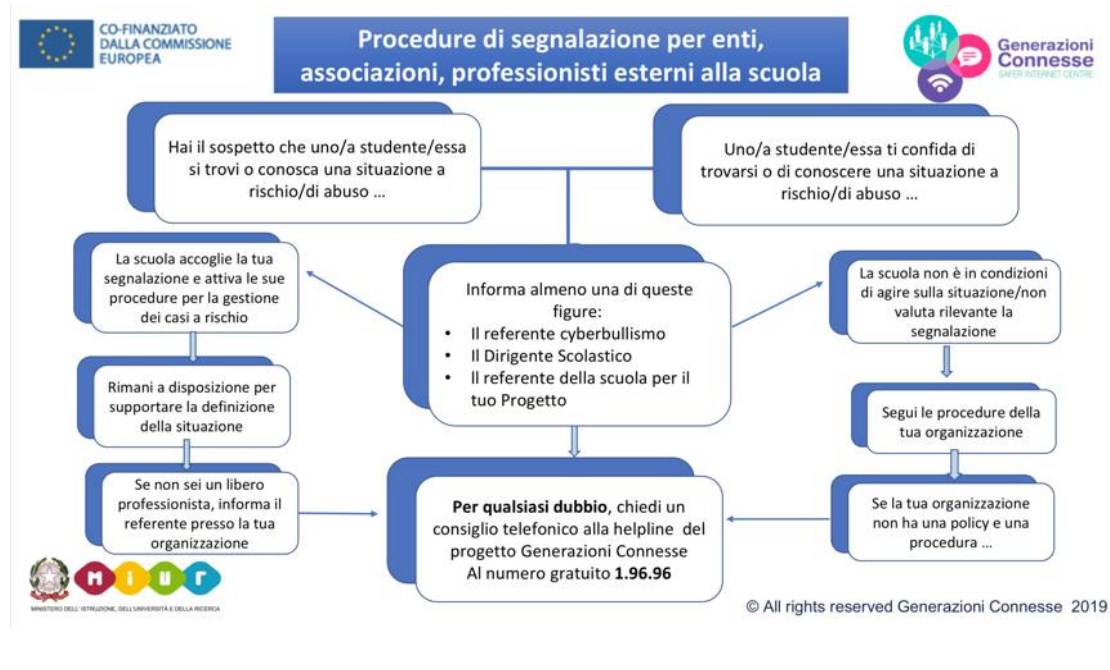 CO-FINANZIATO
DALLA COMMISSIONE
EUROPEA
Procedure di segnalazione per enti,
associazioni, professionisti esterni alla scuola
Generazioni
Connesse
SAFER INTERNET CENTRE
Hai il sospetto che uno/a studente/essa
si trovi o conosca una situazione a
rischio/di abuso ...
Uno/a studente/essa ti confida di
trovarsi o di conoscere una situazione a
rischio/di abuso ...
La scuola accoglie la tua
segnalazione e attiva le sue
procedure per la gestione
dei casi a rischio
Informa almeno una di queste
figure:
• Il referente cyberbullismo
• Il Dirigente Scolastico
• Il referente della scuola per il
tuo Progetto
La scuola non è in condizioni
di agire sulla situazione/non
valuta rilevante la
segnalazione
Rimani a disposizione per
supportare la definizione
della situazione
Segui le procedure della
tua organizzazione
Se non sei un libero
professionista, informa il
referente presso la tua
organizzazione
Per qualsiasi dubbio, chiedi un
consiglio telefonico alla helpline del
progetto Generazioni Connesse
Al numero gratuito 1.96.96
Se la tua organizzazione
non ha una policy e una
procedura ...
MIUR
MINISTERO DELL' ISTRUZIONE, DELL'UNIVERSITÀ E DELLA RICERCA
© All rights reserved Generazioni Connesse 2019